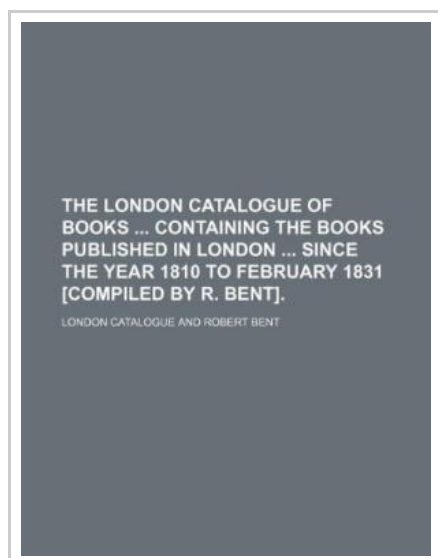 THE LONDON CATALOGUE OF
BOOKS ... CONTAINING THE BOOKS
PUBLISHED IN LONDON ... SINCE
THE YEAR 1810 TO FEBRUARY 1831
[COMPILED BY R. BENT].
LONDON CATALOGUE AND ROBERT BENT